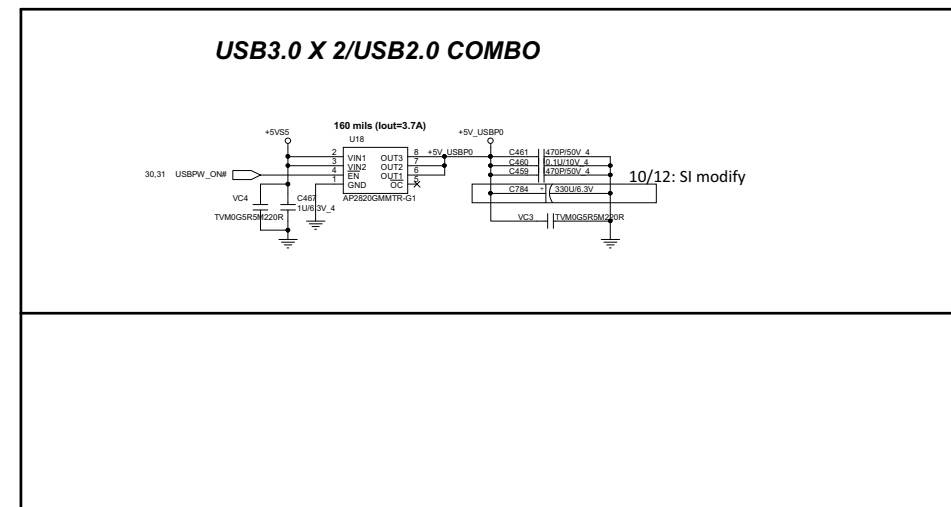 USB3.0 X 2/USB2.0 COMBO
160 mils (Iout=3.7A)
+5VS5
U18
+5V_USBP0
2 VIN1 OUT3 8 +5V_USBP0
3 VIN2 OUT2 7
30,31 USBPW_ON# 4 EN OUT1 6
1 GND OC 5
AP2820GMMTR-G1
C461 470P/50V_4
C460 0.1U/10V_4
C459 470P/50V_4
10/12: SI modify
C784 + 330U/6.3V
VC4
TVM0G5R5M220R
C467
1U/6.3V_4
VC3 TVM0G5R5M220R